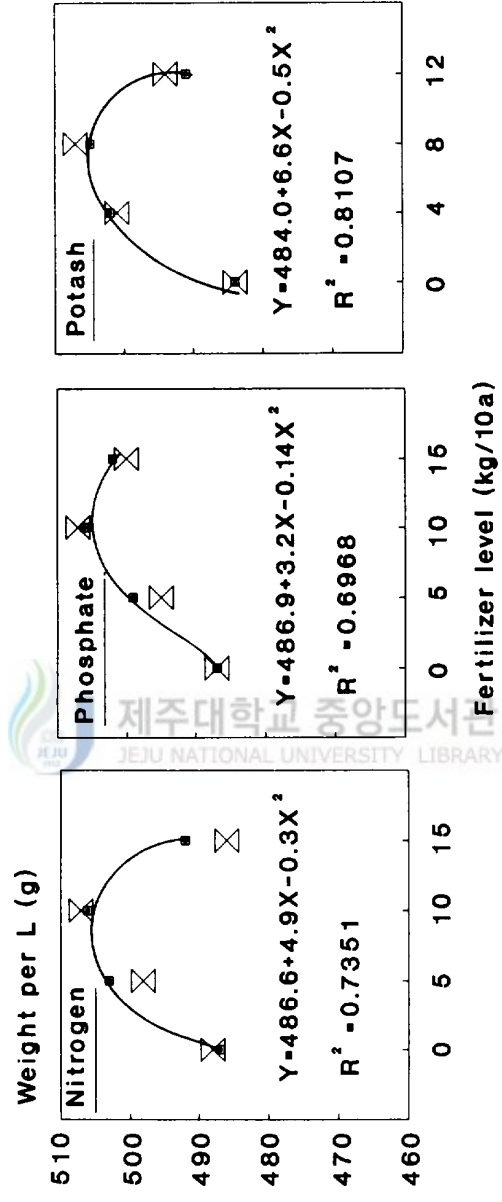 Weight per L (g)
510
500
490
480
470
460
Nitrogen
Y=486.6+4.9X-0.3X²
R² =0.7351
0 5 10 15
Phosphate
Y=486.9+3.2X-0.14X²
R² =0.6968
0 5 10 15
Potash
Y=484.0+6.6X-0.5X²
R² =0.8107
0 4 8 12
Fertilizer level (kg/10a)
제주대학교 중앙도서관
JEJU NATIONAL UNIVERSITY LIBRARY